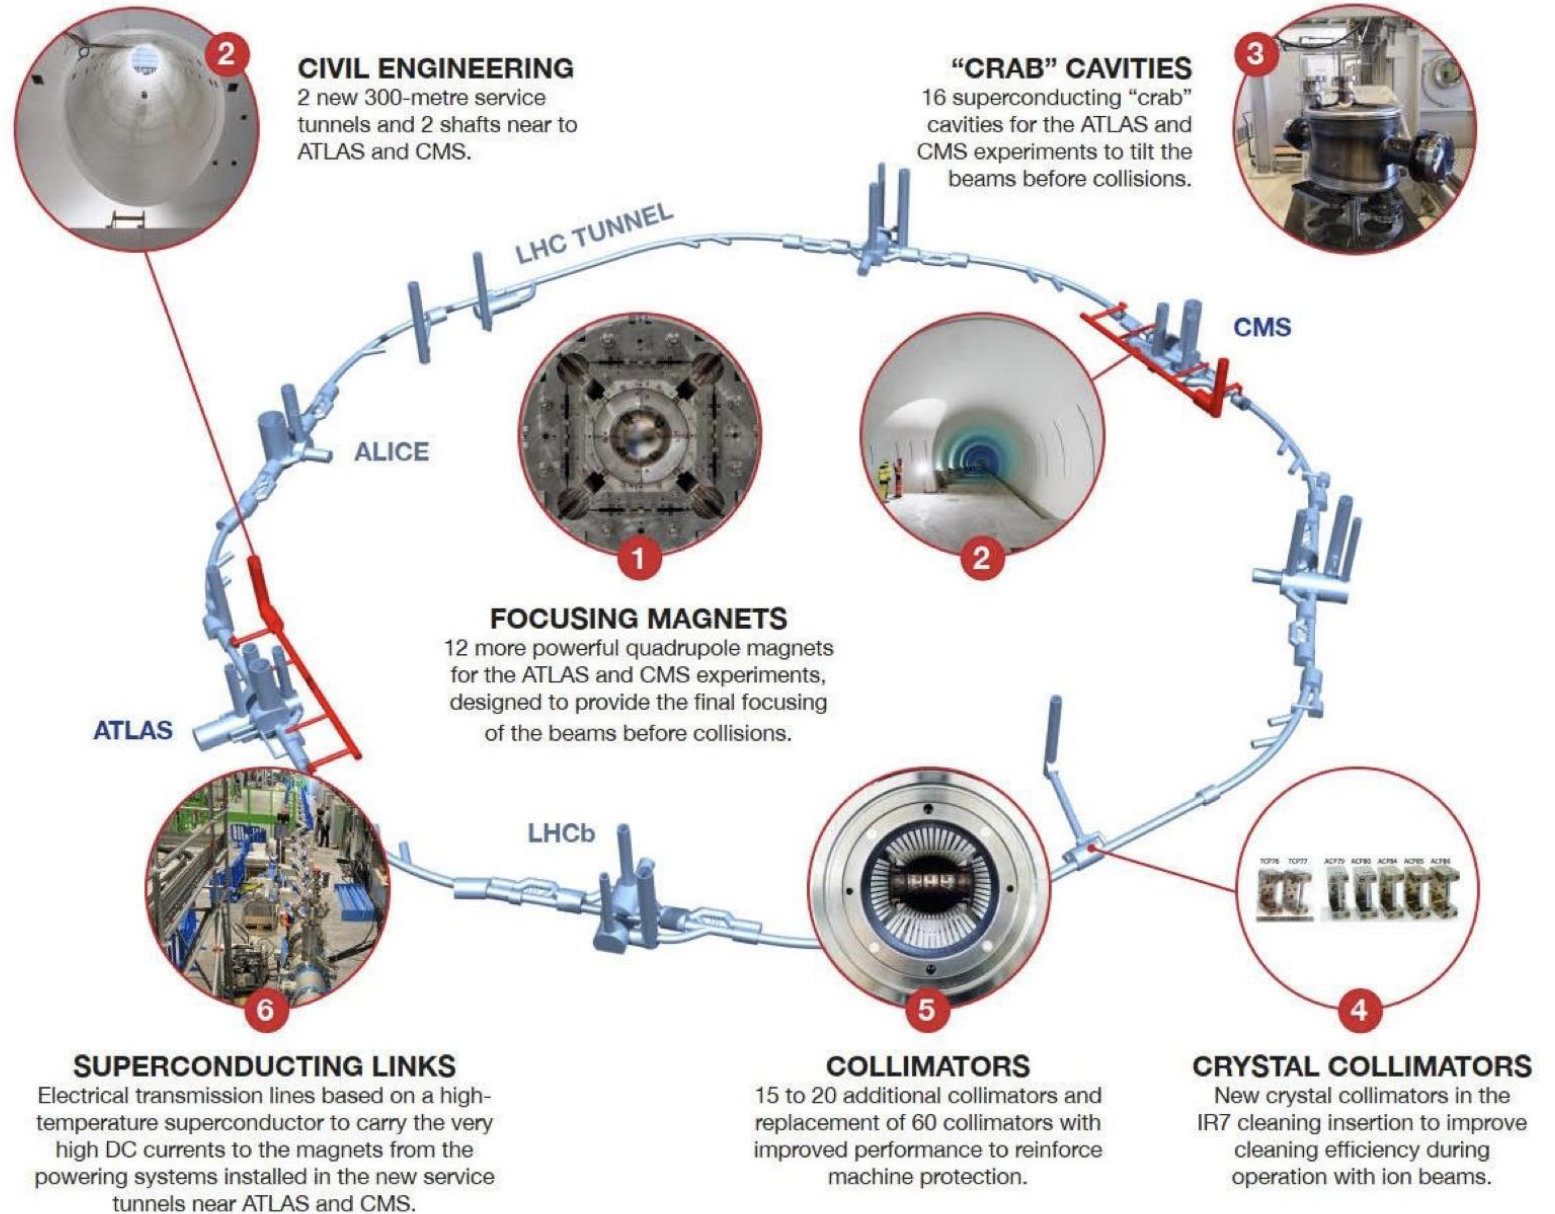 2
CIVIL ENGINEERING
2 new 300-metre service
tunnels and 2 shafts near to
ATLAS and CMS.
“CRAB” CAVITIES
16 superconducting “crab”
cavities for the ATLAS and
CMS experiments to tilt the
beams before collisions.
3
LHC TUNNEL
CMS
ALICE
1
2
FOCUSING MAGNETS
12 more powerful quadrupole magnets
for the ATLAS and CMS experiments,
designed to provide the final focusing
of the beams before collisions.
ATLAS
LHCb
TCP76 TCP77 ACP79 ACP80 ACP84 ACP85 ACP86
6
5
4
SUPERCONDUCTING LINKS
Electrical transmission lines based on a high-
temperature superconductor to carry the very
high DC currents to the magnets from the
powering systems installed in the new service
tunnels near ATLAS and CMS.
COLLIMATORS
15 to 20 additional collimators and
replacement of 60 collimators with
improved performance to reinforce
machine protection.
CRYSTAL COLLIMATORS
New crystal collimators in the
IR7 cleaning insertion to improve
cleaning efficiency during
operation with ion beams.